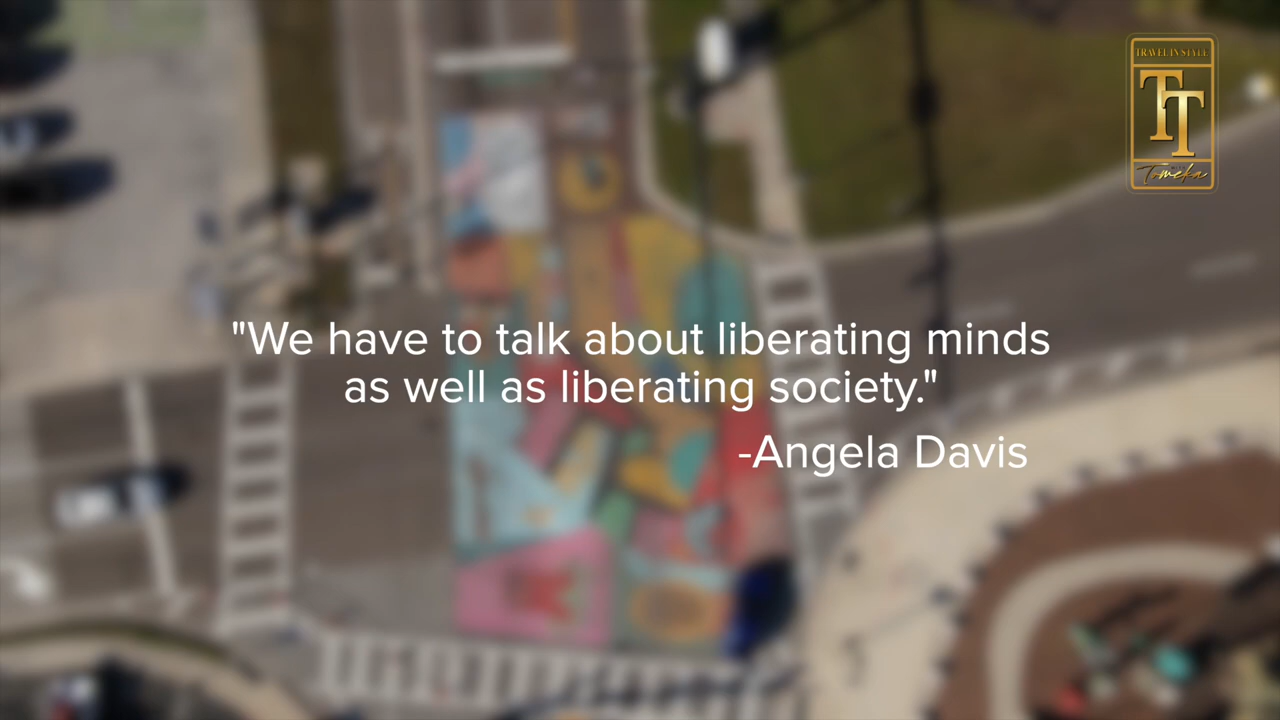 TRAVEL IN STYLE
TT
Tomeka
"We have to talk about liberating minds
as well as liberating society."
-Angela Davis